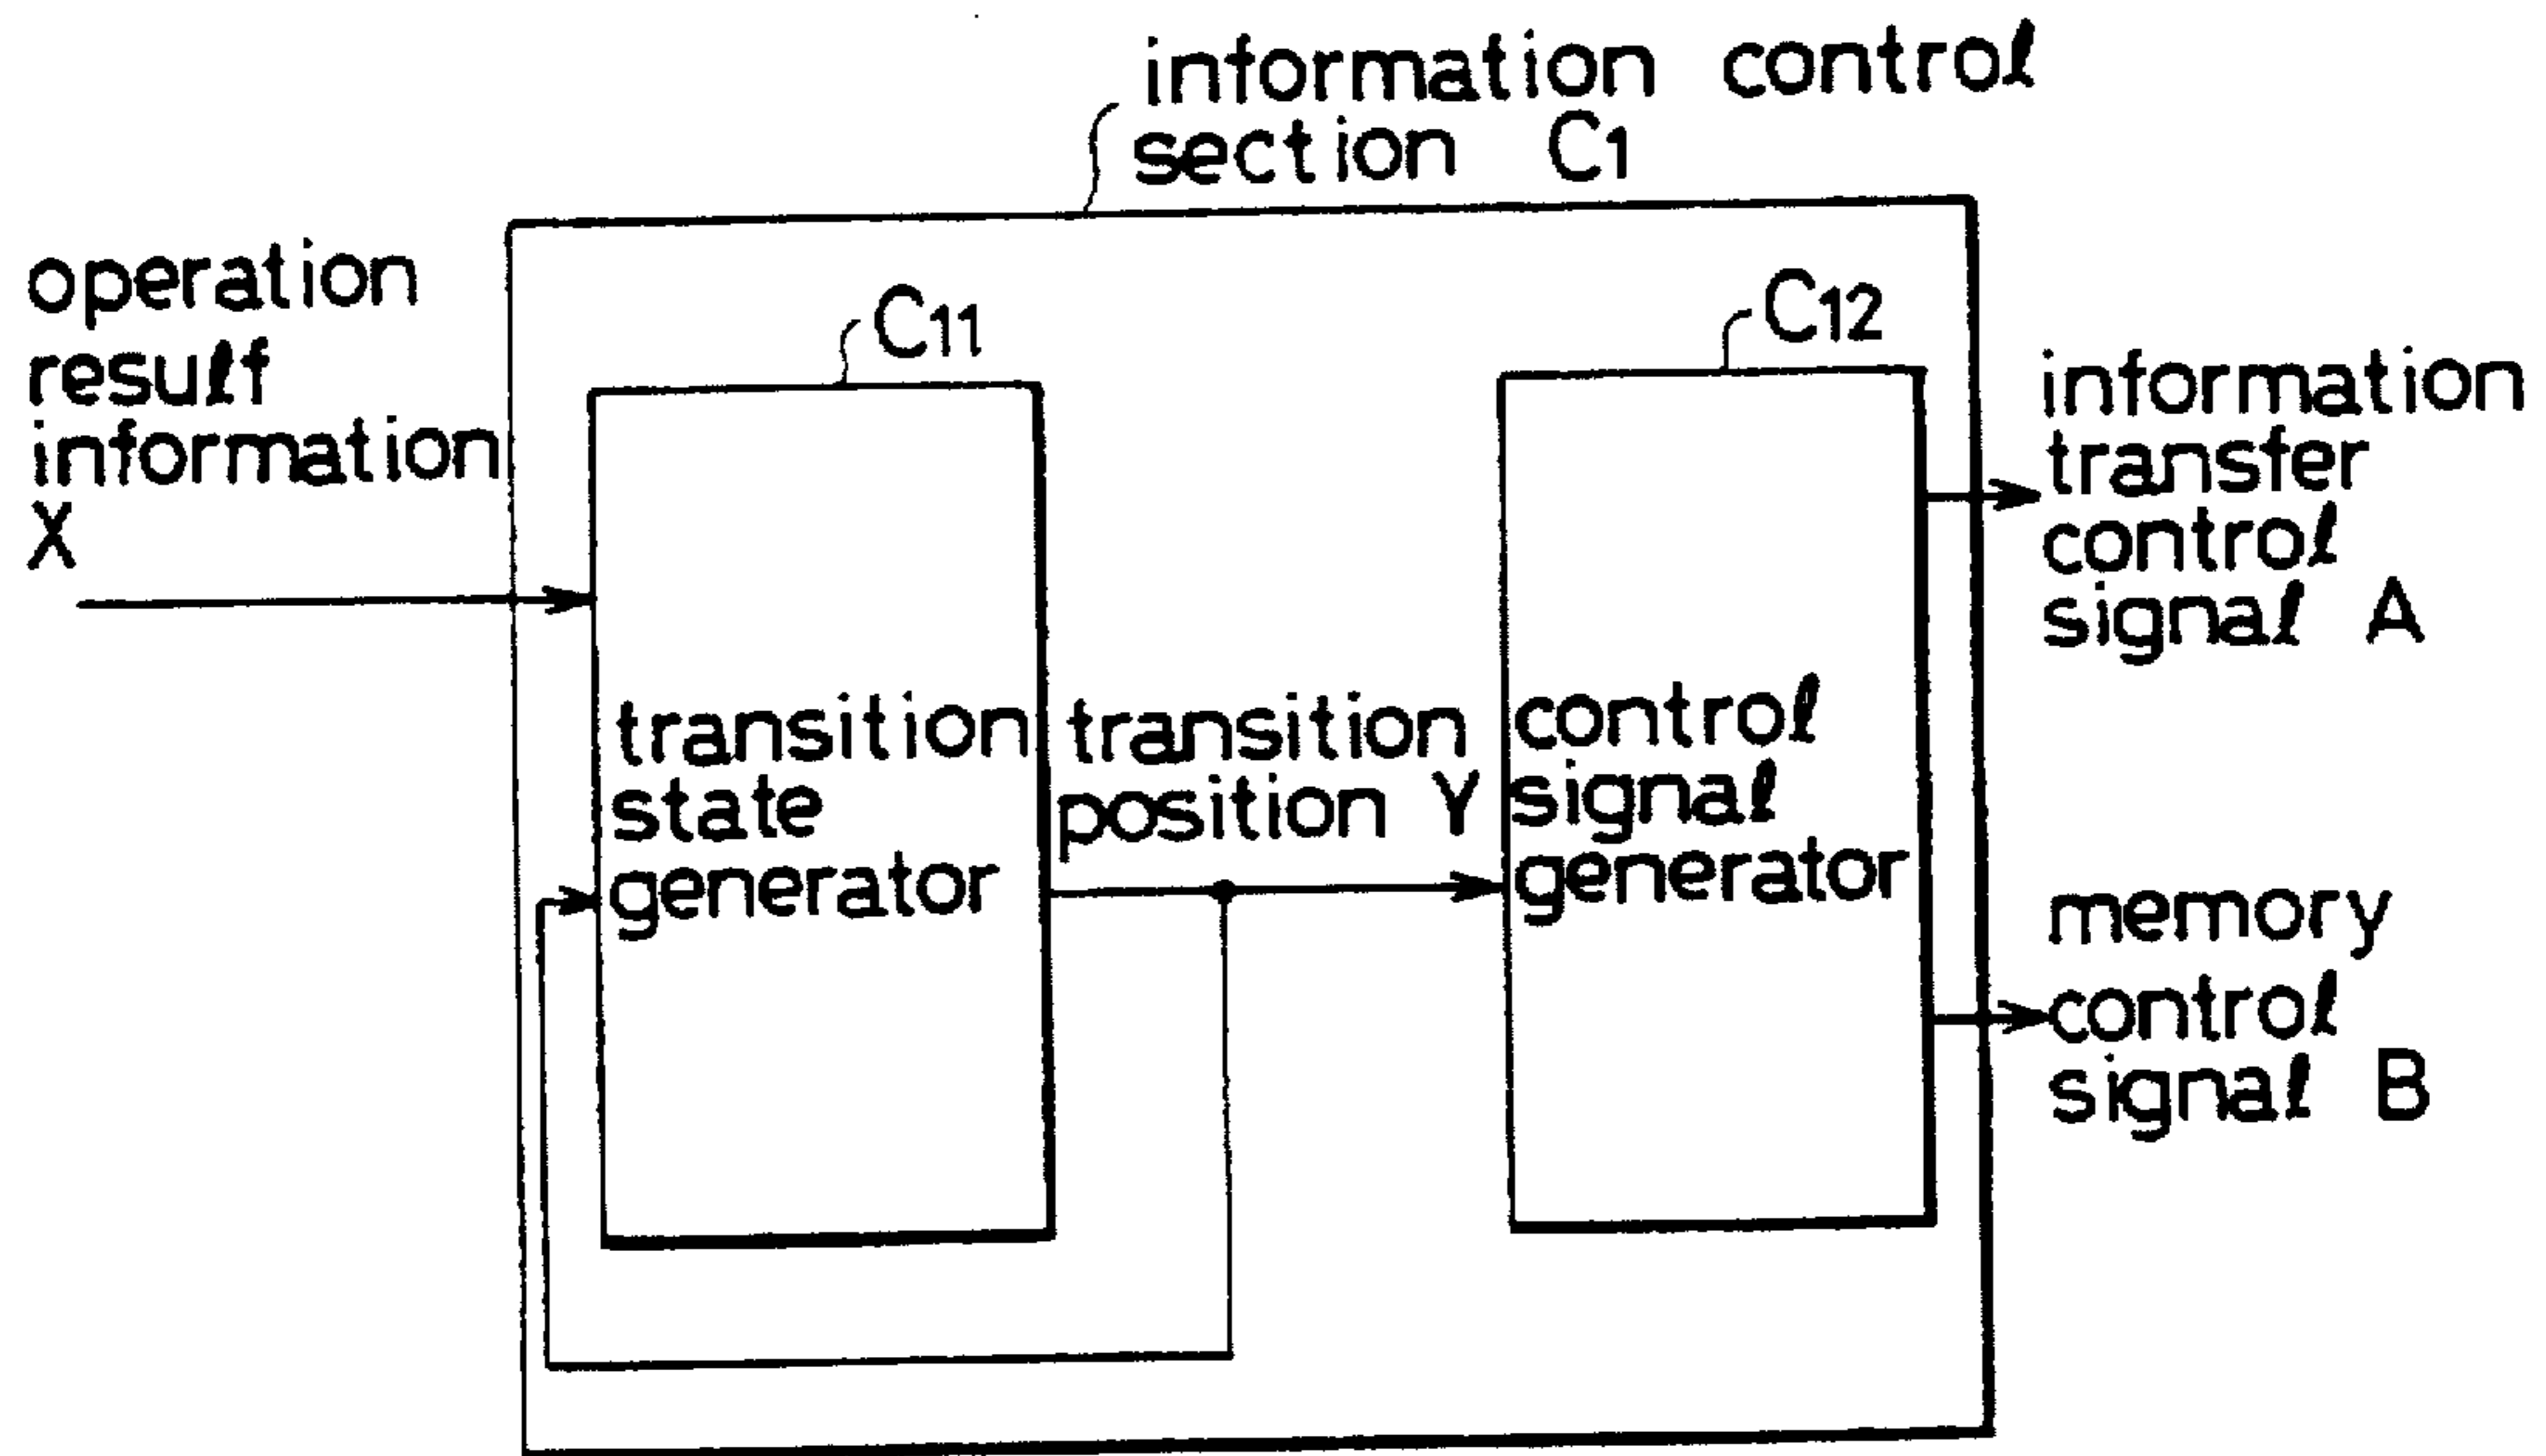 information control
section C1
operation
resulf
information
X
C11
C12
transition
state
generator
transition
position Y
control
signal
generator
information
transfer
control
signal A
memory
control
signal B